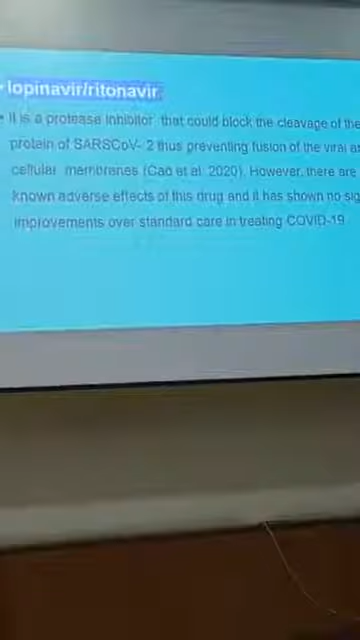 • lopinavir/ritonavir.
• It is a protease inhibitor that could block the cleavage of the
protein of SARSCoV- 2 thus preventing fusion of the viral
cellular membranes (Cao et al. 2020). However, there are
known adverse effects of this drug and it has shown no
improvements over standard care in treating COVID-19